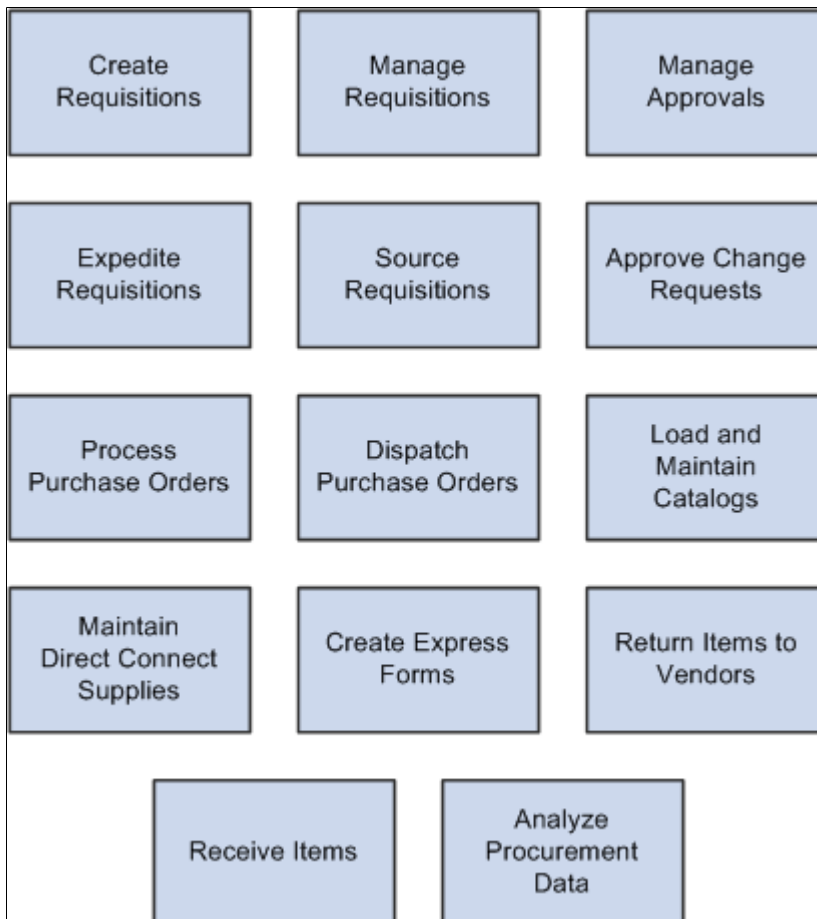 Create
Requisitions
Manage
Requisitions
Manage
Approvals
Expedite
Requisitions
Source
Requisitions
Approve Change
Requests
Process
Purchase Orders
Dispatch
Purchase Orders
Load and
Maintain
Catalogs
Maintain
Direct Connect
Supplies
Create Express
Forms
Return Items to
Vendors
Receive Items
Analyze
Procurement
Data